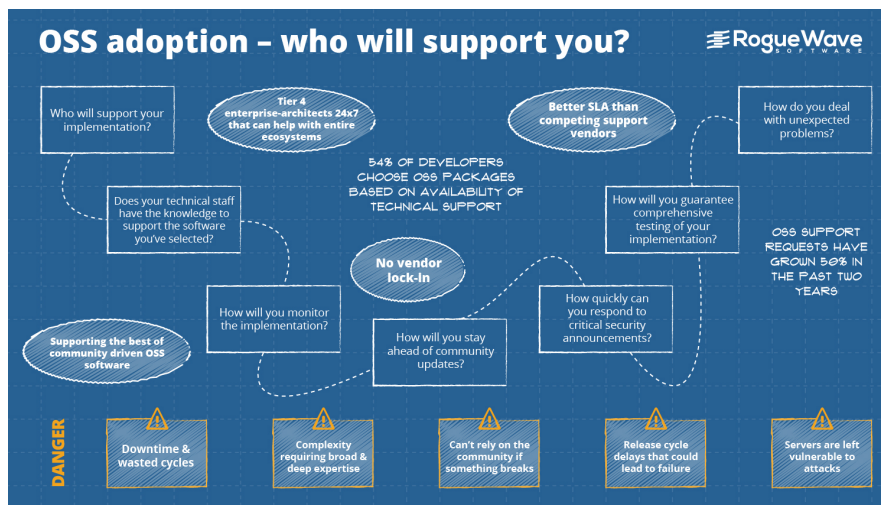 OSS adoption – who will support you?
RogueWave
SOFTWARE
Who will support your
implementation?
Tier 4
enterprise-architects 24x7
that can help with entire
ecosystems
Better SLA than
competing support
vendors
How do you deal
with unexpected
problems?
54% OF DEVELOPERS
CHOOSE OSS PACKAGES
BASED ON AVAILABILITY OF
TECHNICAL SUPPORT
Does your technical staff
have the knowledge to
support the software
you've selected?
How will you guarantee
comprehensive
testing of your
implementation?
OSS SUPPORT
REQUESTS HAVE
GROWN 50% IN
THE PAST TWO
YEARS
No vendor
lock-in
How will you monitor
the implementation?
How quickly can
you respond to
critical security
announcements?
How will you stay
ahead of community
updates?
Supporting the best of
community driven OSS
software
DANGER
Downtime &
wasted cycles
Complexity
requiring broad &
deep expertise
Can't rely on the
community if
something breaks
Release cycle
delays that could
lead to failure
Servers are left
vulnerable to
attacks